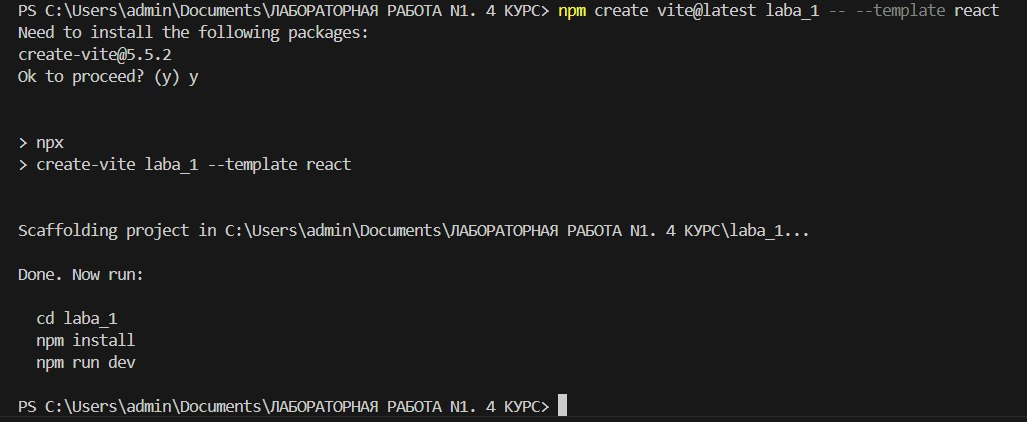 PS C:\Users\admin\Documents\ЛАБОРАТОРНАЯ РАБОТА N1. 4 КУРС> npm create vite@latest laba_1 -- --template react
Need to install the following packages:
create-vite@5.5.2
Ok to proceed? (y) y
> npx
> create-vite laba_1 --template react
Scaffolding project in C:\Users\admin\Documents\ЛАБОРАТОРНАЯ РАБОТА N1. 4 КУРС\laba_1...
Done. Now run:
cd laba_1
npm install
npm run dev
PS C:\Users\admin\Documents\ЛАБОРАТОРНАЯ РАБОТА N1. 4 КУРС>